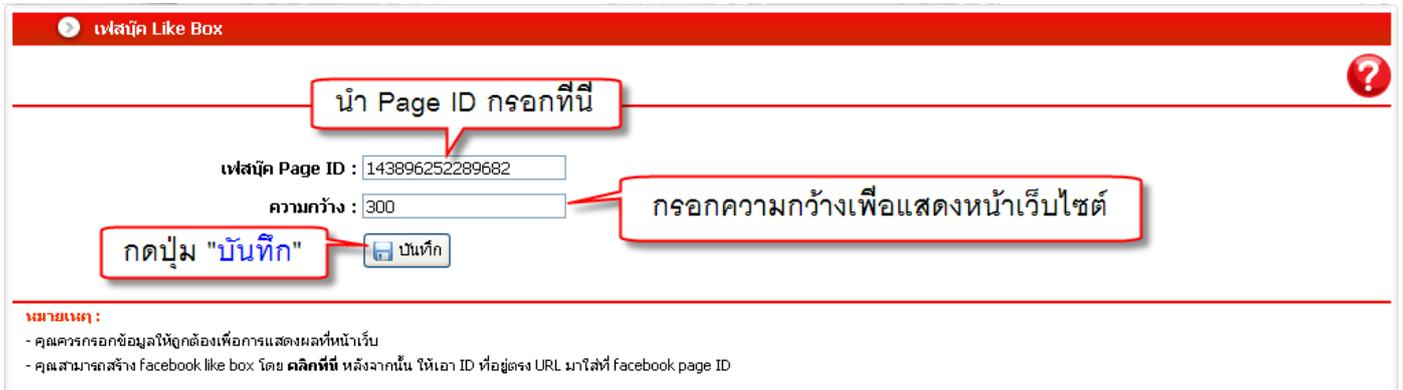 เฟสบุ๊ค Like Box
นำ Page ID กรอกที่นี่
เฟสบุ๊ค Page ID : 143896252289682
ความกว้าง : 300
กรอกความกว้างเพื่อแสดงหน้าเว็บไซต์
กดปุ่ม "บันทึก"
บันทึก
หมายเหตุ :
- คุณควรกรอกข้อมูลให้ถูกต้องเพื่อการแสดงผลที่หน้าเว็บ
- คุณสามารถสร้าง facebook like box โดย คลิกที่นี่ หลังจากนั้น ให้เอา ID ที่อยู่ตรง URL มาใส่ที่ facebook page ID